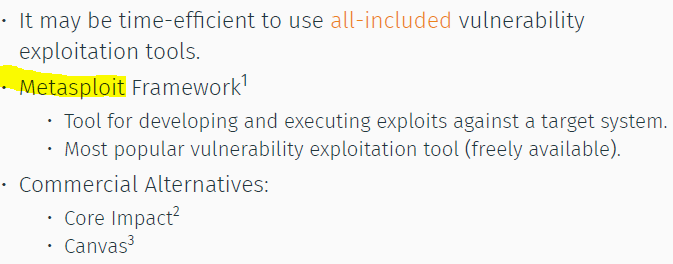 • It may be time-efficient to use all-included vulnerability
exploitation tools.
• Metasploit Framework¹
• Tool for developing and executing exploits against a target system.
• Most popular vulnerability exploitation tool (freely available).
• Commercial Alternatives:
• Core Impact²
• Canvas³